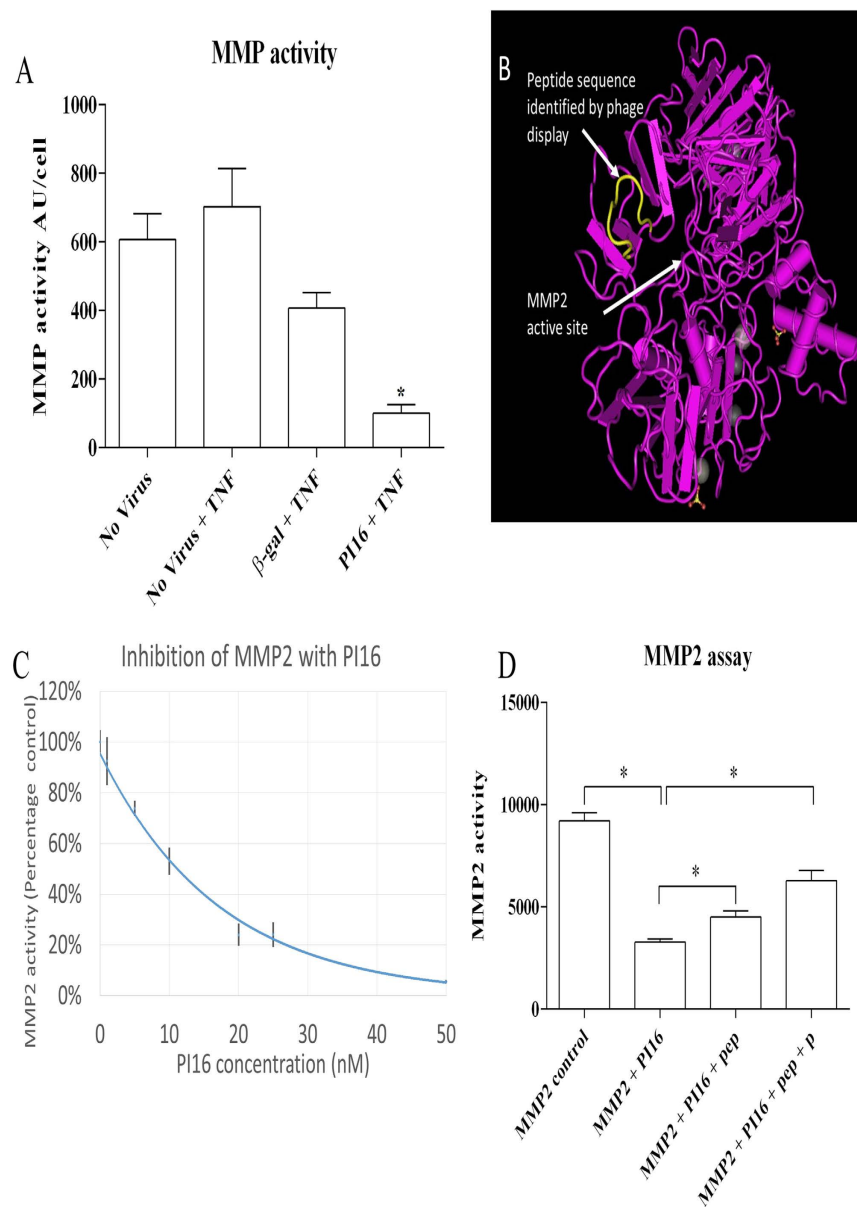 A
MMP activity
MMP activity AU/cell
1000
800
600
400
200
0
*
No Virus
No Virus + TNF
β-gal + TNF
PI16 + TNF
B
Peptide sequence
identified by phage
display
MMP2
active site
C
Inhibition of MMP2 with PI16
MMP2 activity (Percentage control)
120%
100%
80%
60%
40%
20%
0%
0
10
20
30
40
50
PI16 concentration (nM)
D
MMP2 assay
MMP2 activity
15000
10000
5000
0
*
*
*
MMP2 control
MMP2 + PI16
MMP2 + PI16 + pep
MMP2 + PI16 + pep + p